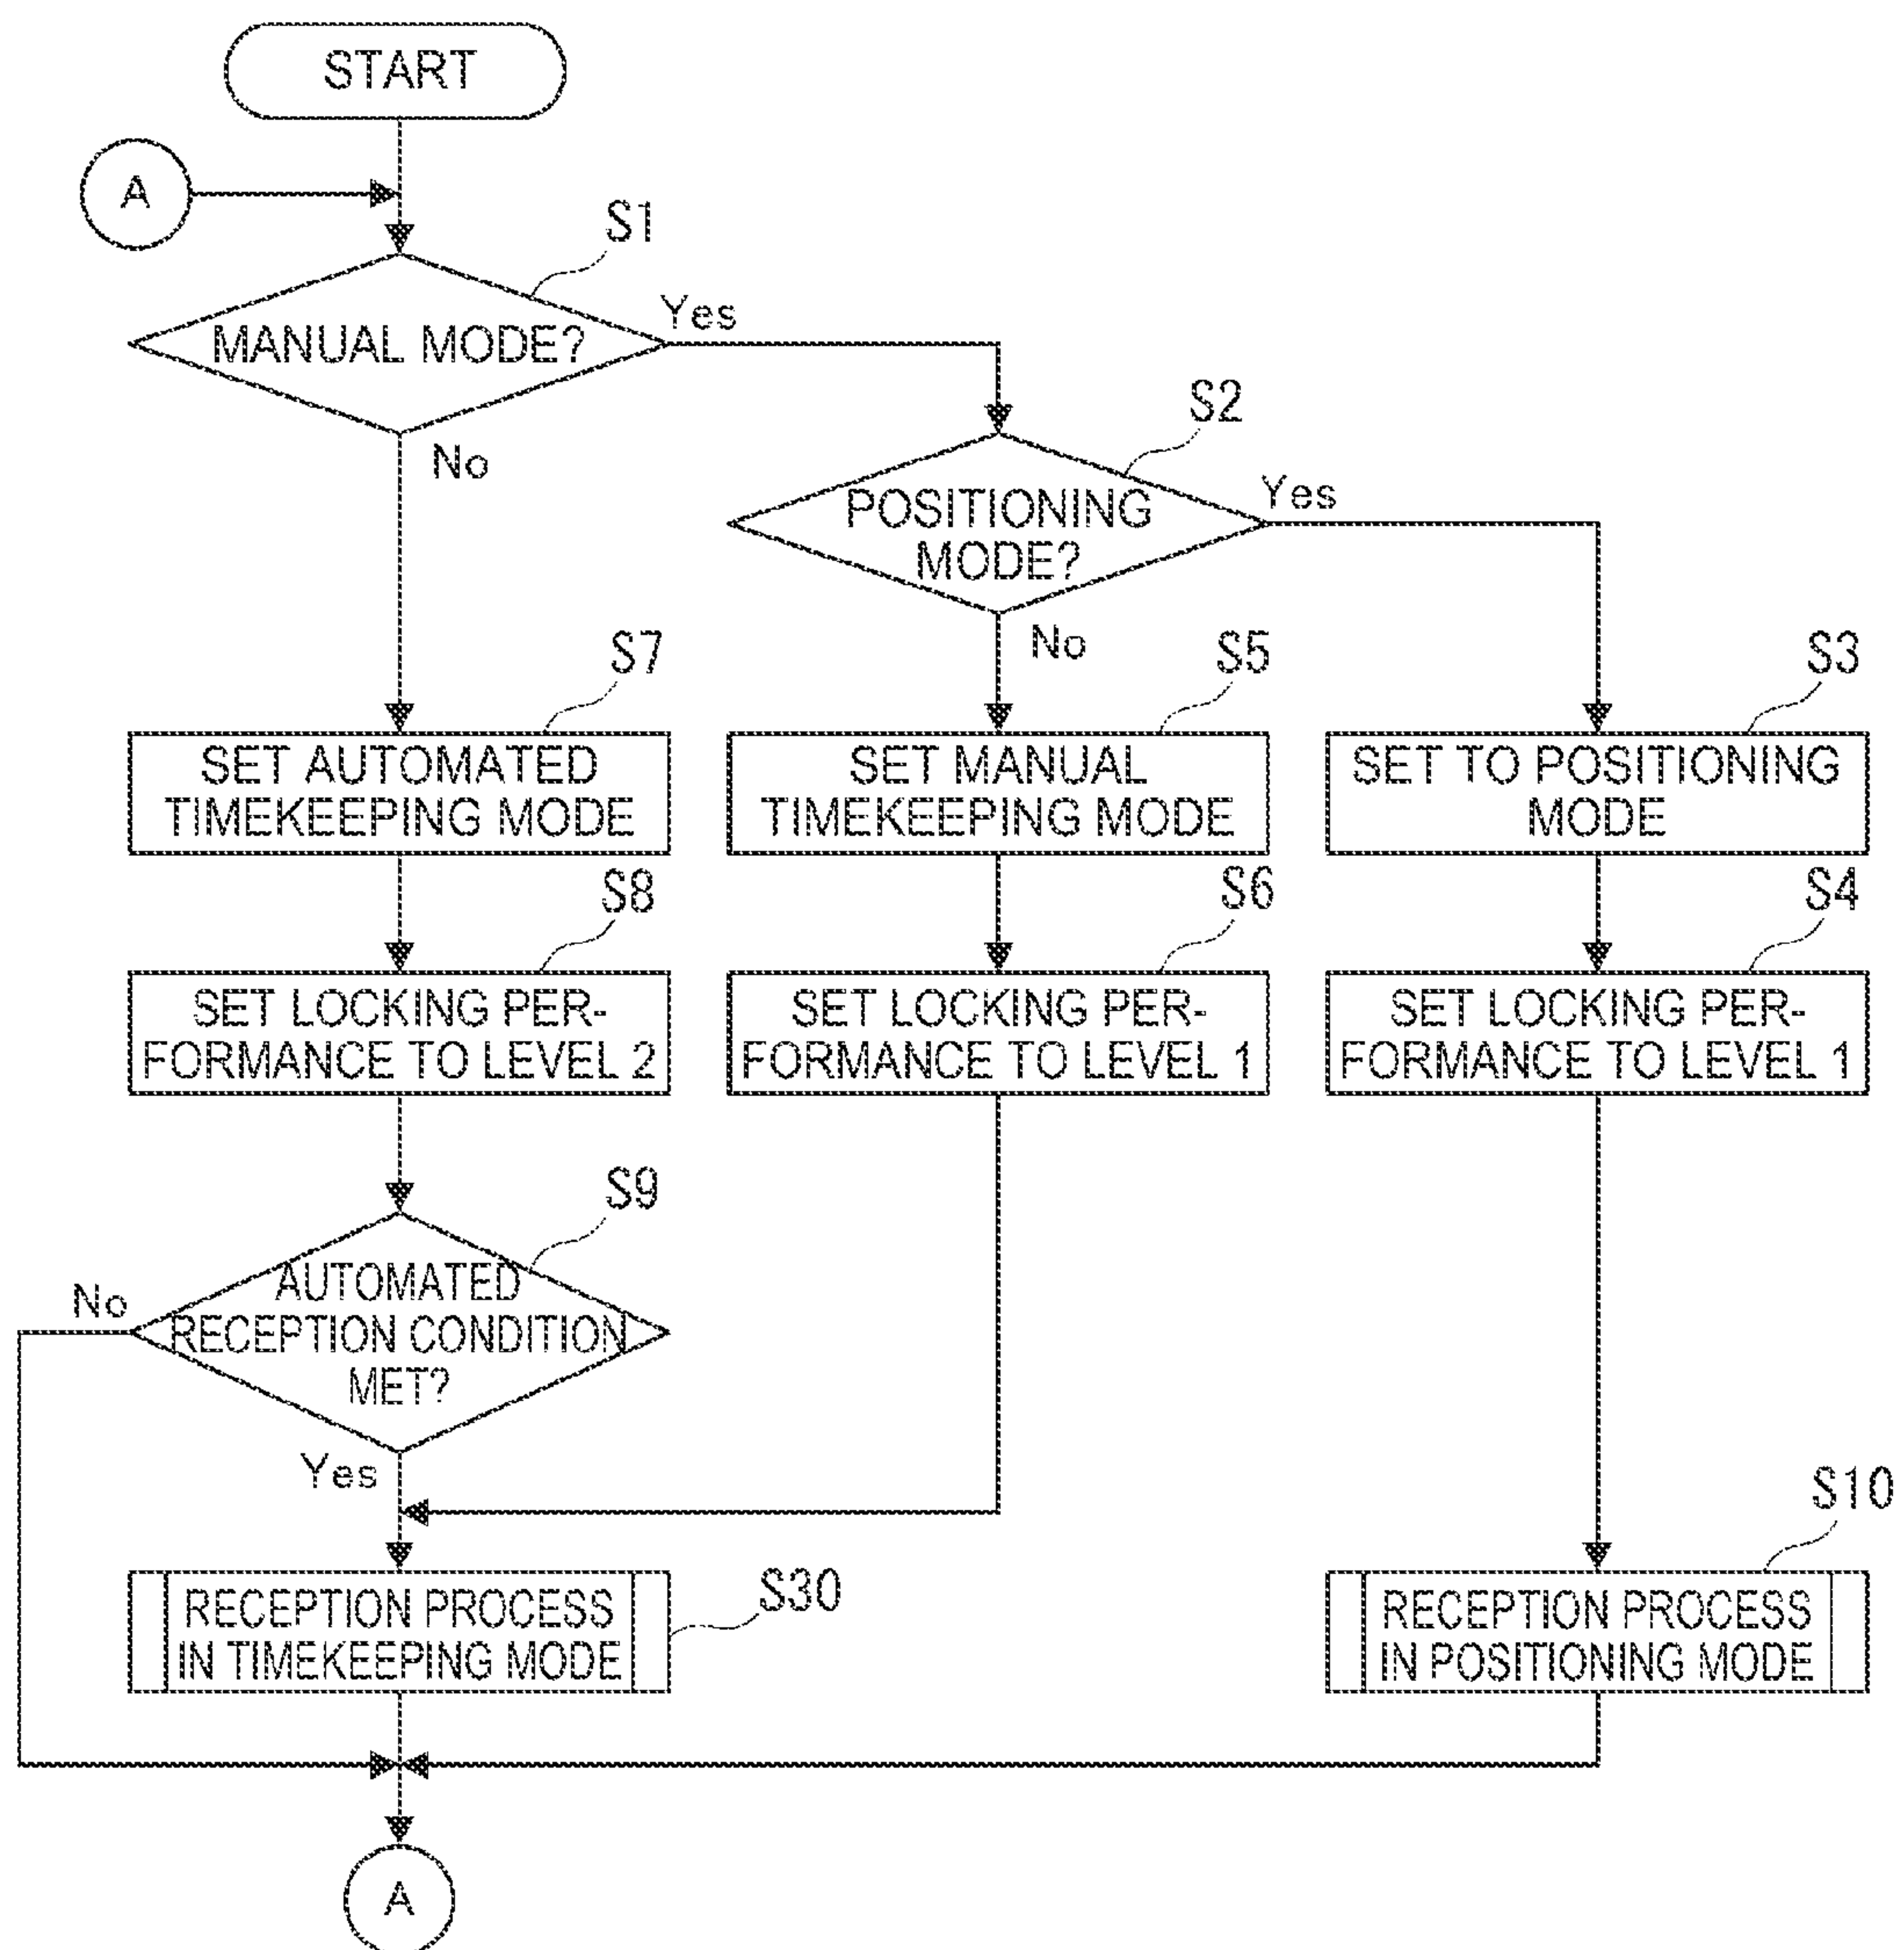 START
A
S1
MANUAL MODE?
Yes
No
S2
POSITIONING
MODE?
Yes
No
S7
SET AUTOMATED
TIMEKEEPING MODE
S5
SET MANUAL
TIMEKEEPING MODE
S3
SET TO POSITIONING
MODE
S8
SET LOCKING PER-
FORMANCE TO LEVEL 2
S6
SET LOCKING PER-
FORMANCE TO LEVEL 1
S4
SET LOCKING PER-
FORMANCE TO LEVEL 1
S9
AUTOMATED
RECEPTION CONDITION
MET?
No
Yes
S30
RECEPTION PROCESS
IN TIMEKEEPING MODE
S10
RECEPTION PROCESS
IN POSITIONING MODE
A